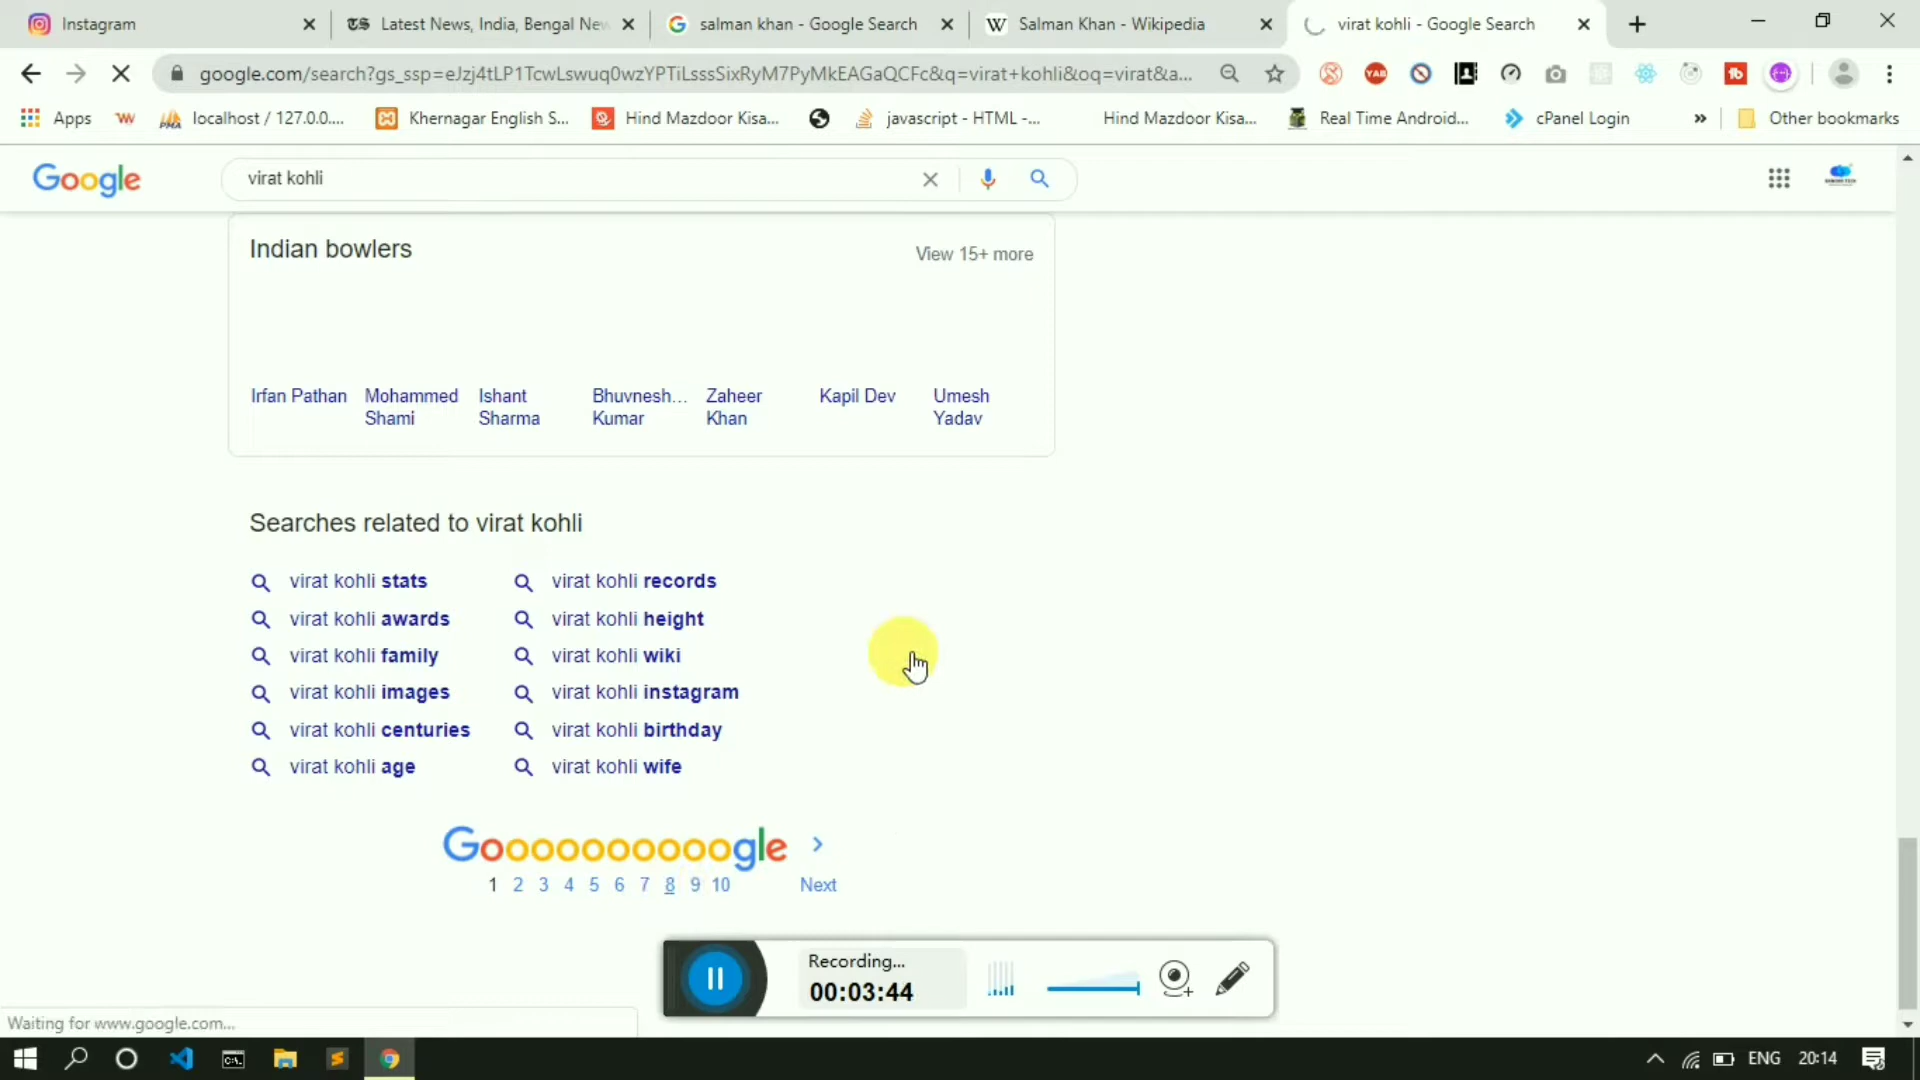 Instagram
TS Latest News, India, Bengal New
salman khan - Google Search
W Salman Khan - Wikipedia
virat kohli - Google Search
google.com/search?gs_ssp=eJzj4tLP1TcwLswuq0wzYPTiLsssSixRyM7PyMkEAGaQCFc&q=virat+kohli&oq=virat&a...
YAB
Apps
W
PMA localhost / 127.0.0....
Khernagar English S...
Hind Mazdoor Kisa...
javascript - HTML -...
Hind Mazdoor Kisa...
Real Time Android...
cPanel Login
»
Other bookmarks
Google
virat kohli
Indian bowlers
View 15+ more
Irfan Pathan
Mohammed Shami
Ishant Sharma
Bhuvnesh... Kumar
Zaheer Khan
Kapil Dev
Umesh Yadav
Searches related to virat kohli
virat kohli stats
virat kohli records
virat kohli awards
virat kohli height
virat kohli family
virat kohli wiki
virat kohli images
virat kohli instagram
virat kohli centuries
virat kohli birthday
virat kohli age
virat kohli wife
Goooooooooogle >
1 2 3 4 5 6 7 8 9 10 Next
Recording...
00:03:44
Waiting for www.google.com...
ENG 20:14